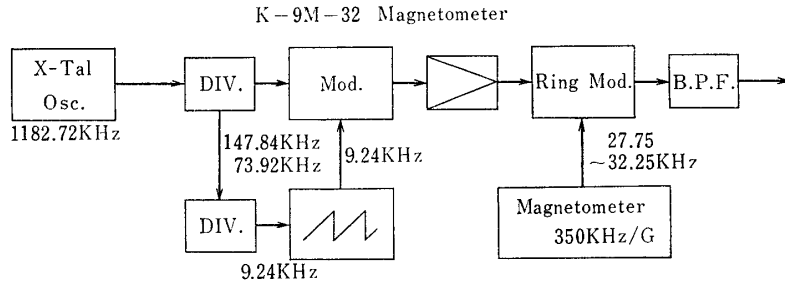 K-9M-32 Magnetometer
X-Tal
Osc.
1182.72KHz
DIV.
Mod.
Ring Mod.
B.P.F.
147.84KHz
73.92KHz
9.24KHz
27.75
~32.25KHz
DIV.
9.24KHz
Magnetometer
350KHz/G